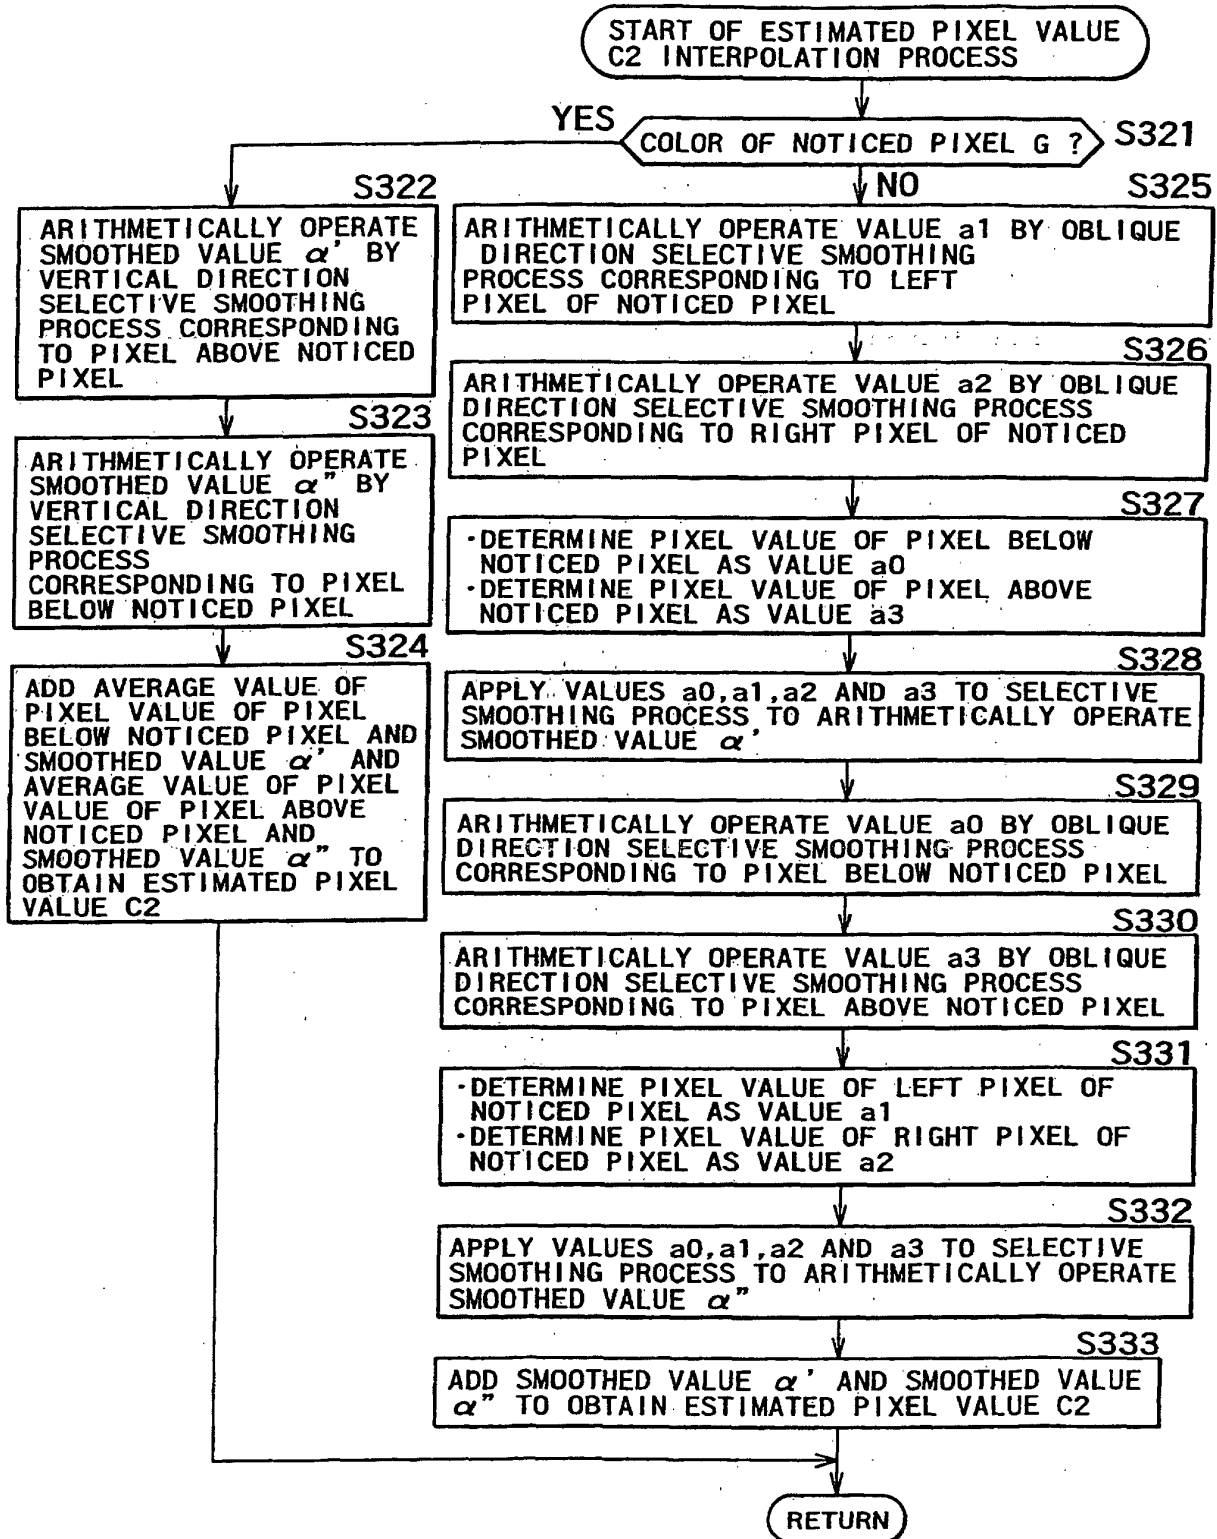 START OF ESTIMATED PIXEL VALUE
C2 INTERPOLATION PROCESS
YES
COLOR OF NOTICED PIXEL G ?
S321
S322
ARITHMETICALLY OPERATE
SMOOTHED VALUE α' BY
VERTICAL DIRECTION
SELECTIVE SMOOTHING
PROCESS CORRESPONDING
TO PIXEL ABOVE NOTICED
PIXEL
S323
ARITHMETICALLY OPERATE
SMOOTHED VALUE α" BY
VERTICAL DIRECTION
SELECTIVE SMOOTHING
PROCESS
CORRESPONDING TO PIXEL
BELOW NOTICED PIXEL
S324
ADD AVERAGE VALUE OF
PIXEL VALUE OF PIXEL
BELOW NOTICED PIXEL AND
SMOOTHED VALUE α' AND
AVERAGE VALUE OF PIXEL
VALUE OF PIXEL ABOVE
NOTICED PIXEL AND
SMOOTHED VALUE α" TO
OBTAIN ESTIMATED PIXEL
VALUE C2
NO
S325
ARITHMETICALLY OPERATE VALUE a1 BY OBLIQUE
DIRECTION SELECTIVE SMOOTHING
PROCESS CORRESPONDING TO LEFT
PIXEL OF NOTICED PIXEL
S326
ARITHMETICALLY OPERATE VALUE a2 BY OBLIQUE
DIRECTION SELECTIVE SMOOTHING PROCESS
CORRESPONDING TO RIGHT PIXEL OF NOTICED
PIXEL
S327
·DETERMINE PIXEL VALUE OF PIXEL BELOW
NOTICED PIXEL AS VALUE a0
·DETERMINE PIXEL VALUE OF PIXEL ABOVE
NOTICED PIXEL AS VALUE a3
S328
APPLY VALUES a0,a1,a2 AND a3 TO SELECTIVE
SMOOTHING PROCESS TO ARITHMETICALLY OPERATE
SMOOTHED VALUE α'
S329
ARITHMETICALLY OPERATE VALUE a0 BY OBLIQUE
DIRECTION SELECTIVE SMOOTHING PROCESS
CORRESPONDING TO PIXEL BELOW NOTICED PIXEL
S330
ARITHMETICALLY OPERATE VALUE a3 BY OBLIQUE
DIRECTION SELECTIVE SMOOTHING PROCESS
CORRESPONDING TO PIXEL ABOVE NOTICED PIXEL
S331
·DETERMINE PIXEL VALUE OF LEFT PIXEL OF
NOTICED PIXEL AS VALUE a1
·DETERMINE PIXEL VALUE OF RIGHT PIXEL OF
NOTICED PIXEL AS VALUE a2
S332
APPLY VALUES a0,a1,a2 AND a3 TO SELECTIVE
SMOOTHING PROCESS TO ARITHMETICALLY OPERATE
SMOOTHED VALUE α"
S333
ADD SMOOTHED VALUE α' AND SMOOTHED VALUE
α" TO OBTAIN ESTIMATED PIXEL VALUE C2
RETURN